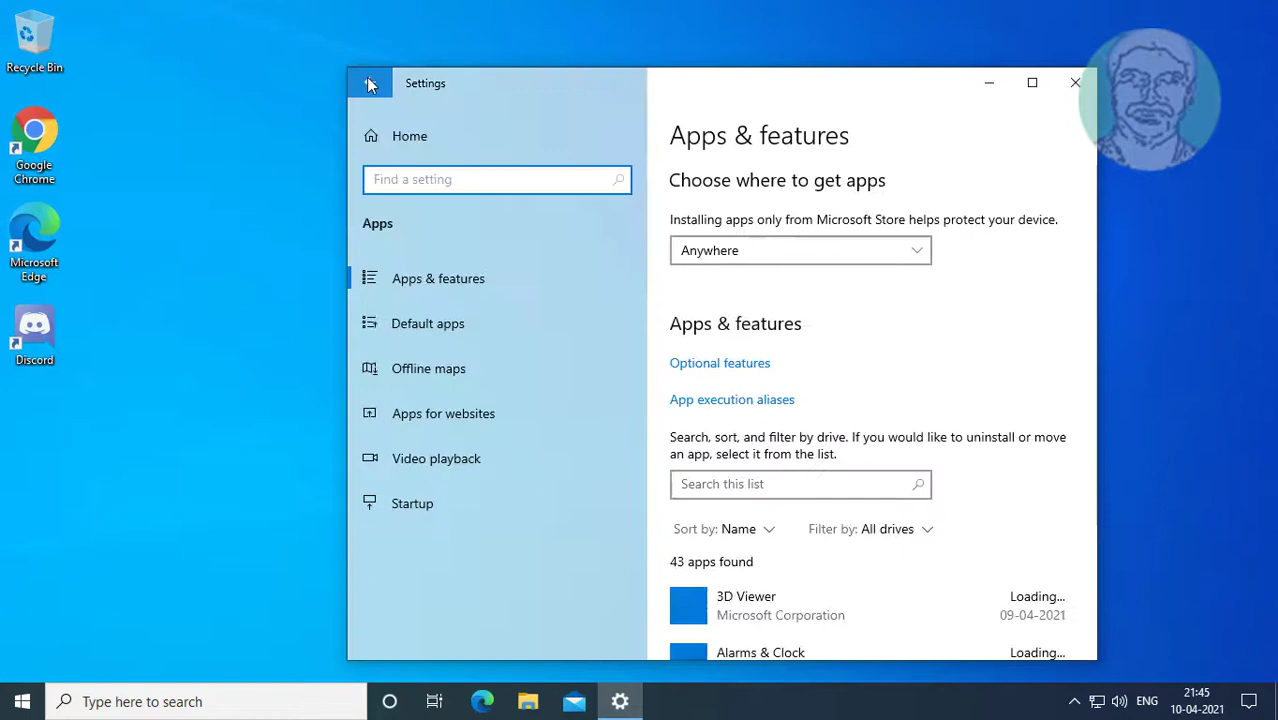 Recycle Bin
Google
Chrome
Microsoft
Edge
Discord
Settings
Home
Find a setting
Apps
Apps & features
Default apps
Offline maps
Apps for websites
Video playback
Startup
Apps & features
Choose where to get apps
Installing apps only from Microsoft Store helps protect your device.
Anywhere
Apps & features
Optional features
App execution aliases
Search, sort, and filter by drive. If you would like to uninstall or move
an app, select it from the list.
Search this list
Sort by: Name Filter by: All drives
43 apps found
3D Viewer Loading...
Microsoft Corporation 09-04-2021
Alarms & Clock Loading...
Type here to search
ENG
21:45
10-04-2021